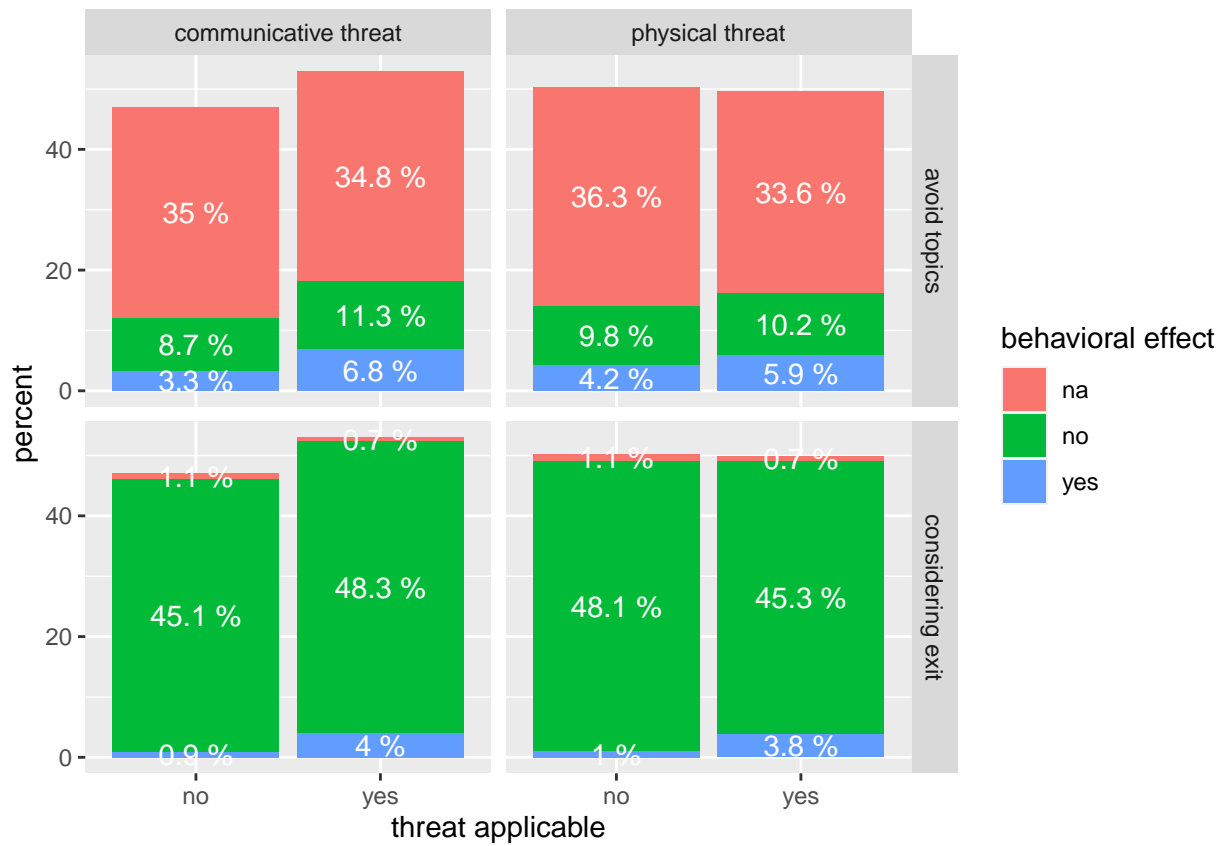 communicative threat
physical threat
percent
40
20
0
35 %
8.7 %
3.3 %
34.8 %
11.3 %
6.8 %
36.3 %
9.8 %
4.2 %
33.6 %
10.2 %
5.9 %
avoid topics
40
20
0
1.1 %
45.1 %
0.9 %
0.7 %
48.3 %
4 %
1.1 %
48.1 %
1 %
0.7 %
45.3 %
3.8 %
considering exit
no
yes
no
yes
threat applicable
behavioral effect
na
no
yes